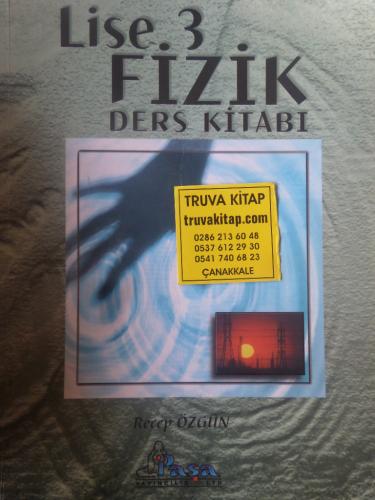 Lise 3
FİZİK
DERS KİTABI
TRUVA KİTAP
truvakitap.com
0286 213 60 48
0537 612 29 30
0541 740 68 23
ÇANAKKALE
Recep ÖZGÜN
Paşa
YAYINCILIK